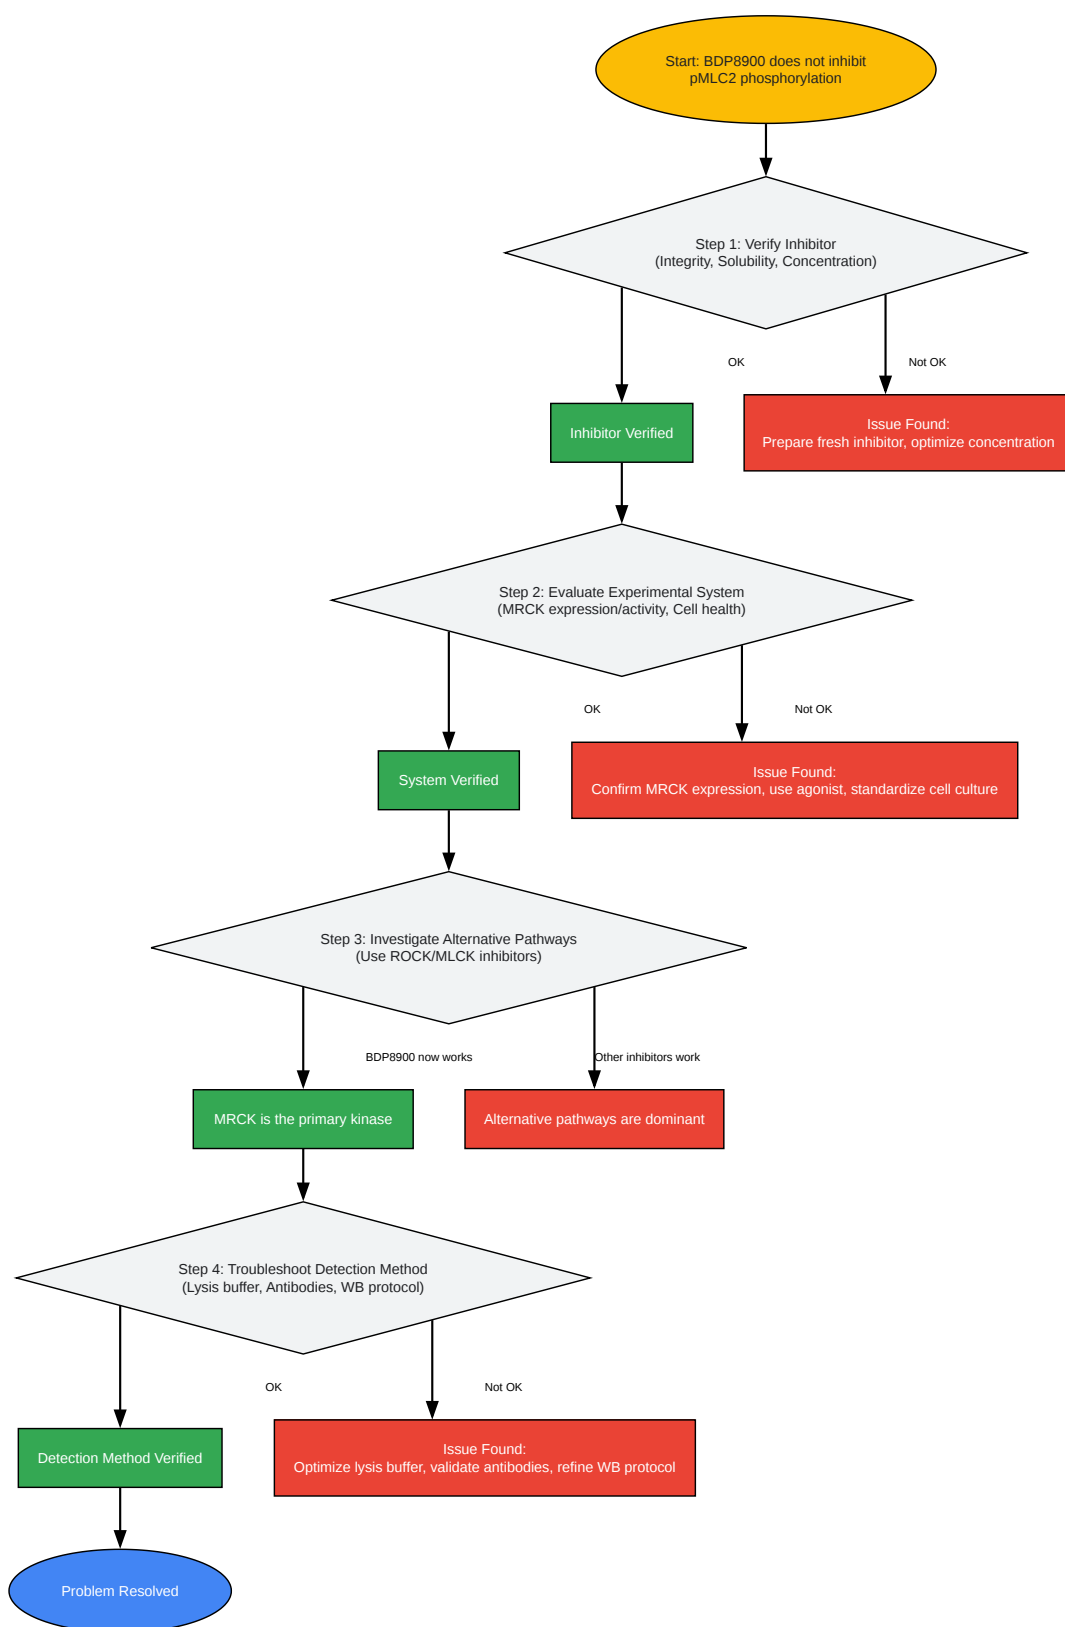 Start: BDP8900 does not inhibit
pMLC2 phosphorylation
Step 1: Verify Inhibitor
(Integrity, Solubility, Concentration)
OK
Not OK
Inhibitor Verified
Issue Found:
Prepare fresh inhibitor, optimize concentration
Step 2: Evaluate Experimental System
(MRCK expression/activity, Cell health)
OK
Not OK
System Verified
Issue Found:
Confirm MRCK expression, use agonist, standardize cell culture
Step 3: Investigate Alternative Pathways
(Use ROCK/MLCK inhibitors)
BDP8900 now works
Other inhibitors work
MRCK is the primary kinase
Alternative pathways are dominant
Step 4: Troubleshoot Detection Method
(Lysis buffer, Antibodies, WB protocol)
OK
Not OK
Detection Method Verified
Issue Found:
Optimize lysis buffer, validate antibodies, refine WB protocol
Problem Resolved